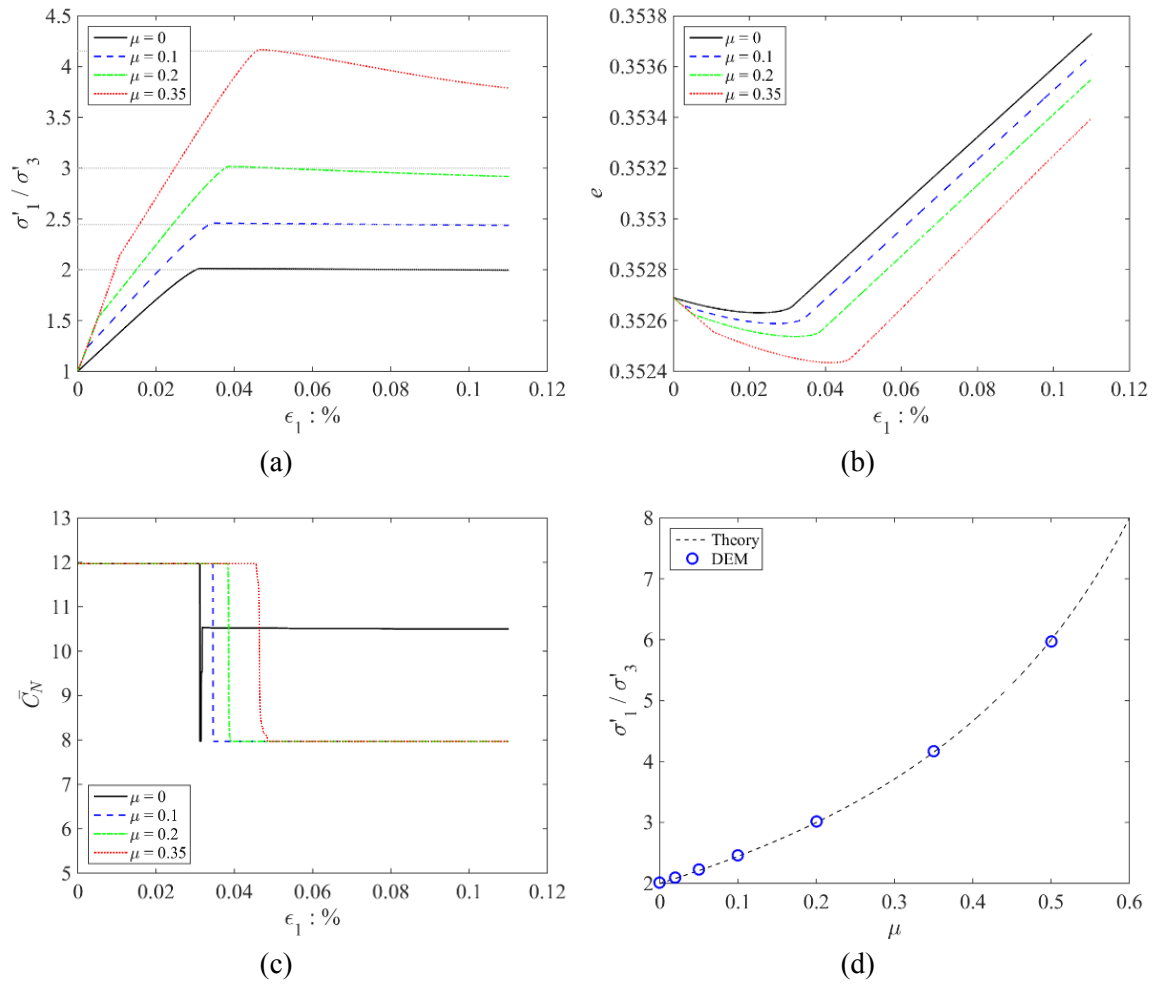 4.5
4
3.5
3
2.5
2
1.5
1
0
0.02
0.04
0.06
0.08
0.1
0.12
σ'1 / σ'3
ϵ1 : %
μ = 0
μ = 0.1
μ = 0.2
μ = 0.35
(a)
0.3538
0.3536
0.3534
0.3532
0.353
0.3528
0.3526
0.3524
0
0.02
0.04
0.06
0.08
0.1
0.12
e
ϵ1 : %
μ = 0
μ = 0.1
μ = 0.2
μ = 0.35
(b)
13
12
11
10
9
8
7
6
5
0
0.02
0.04
0.06
0.08
0.1
0.12
C̄N
ϵ1 : %
μ = 0
μ = 0.1
μ = 0.2
μ = 0.35
(c)
8
7
6
5
4
3
2
0
0.1
0.2
0.3
0.4
0.5
0.6
σ'1 / σ'3
μ
Theory
DEM
(d)